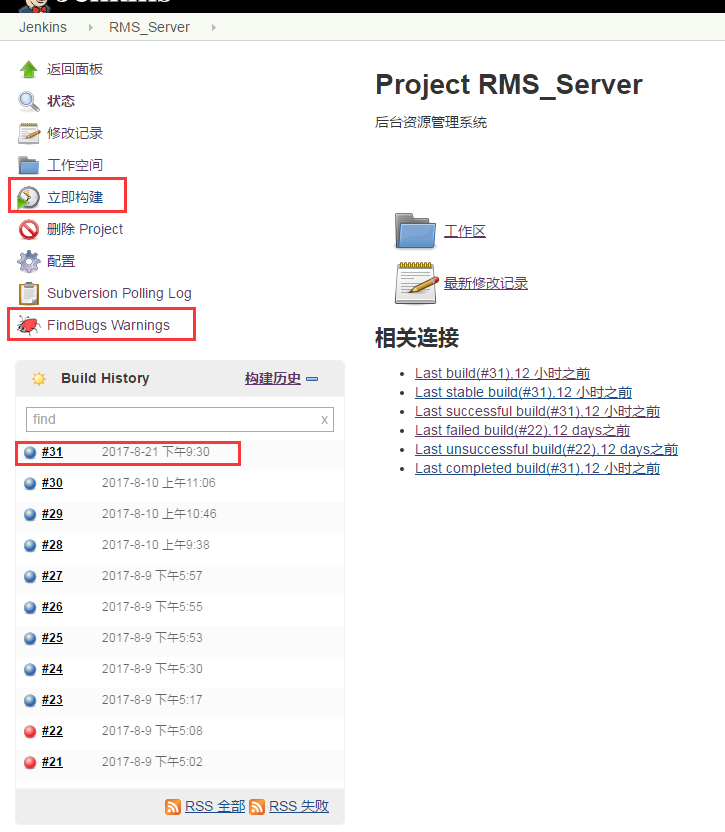 Jenkins
Jenkins
RMS_Server
返回面板
状态
修改记录
工作空间
立即构建
删除 Project
配置
Subversion Polling Log
FindBugs Warnings
Build History
构建历史
find
x
#31 2017-8-21 下午9:30
#30 2017-8-10 上午11:06
#29 2017-8-10 上午10:46
#28 2017-8-10 上午9:38
#27 2017-8-9 下午5:57
#26 2017-8-9 下午5:55
#25 2017-8-9 下午5:53
#24 2017-8-9 下午5:30
#23 2017-8-9 下午5:17
#22 2017-8-9 下午5:08
#21 2017-8-9 下午5:02
RSS 全部 RSS 失败
Project RMS_Server
后台资源管理系统
工作区
最新修改记录
相关连接
Last build(#31),12 小时之前
Last stable build(#31),12 小时之前
Last successful build(#31),12 小时之前
Last failed build(#22),12 days之前
Last unsuccessful build(#22),12 days之前
Last completed build(#31),12 小时之前